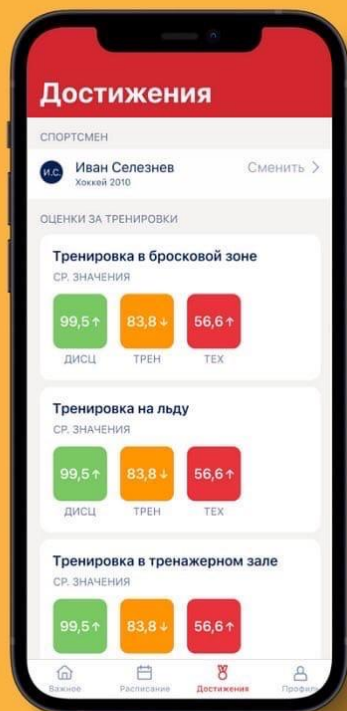 Достижения
СПОРТСМЕН
И.С.
Иван Селезнев
Сменить >
Хоккей 2010
ОЦЕНКИ ЗА ТРЕНИРОВКИ
Тренировка в бросковой зоне
СР. ЗНАЧЕНИЯ
99,5↑ 83,8↓ 56,6↑
ДИСЦ ТРЕН ТЕХ
Тренировка на льду
СР. ЗНАЧЕНИЯ
99,5↑ 83,8↓ 56,6↑
ДИСЦ ТРЕН ТЕХ
Тренировка в тренажерном зале
СР. ЗНАЧЕНИЯ
99,5↑ 83,8↓ 56,6↑
Важное Расписание Достижения Профиль